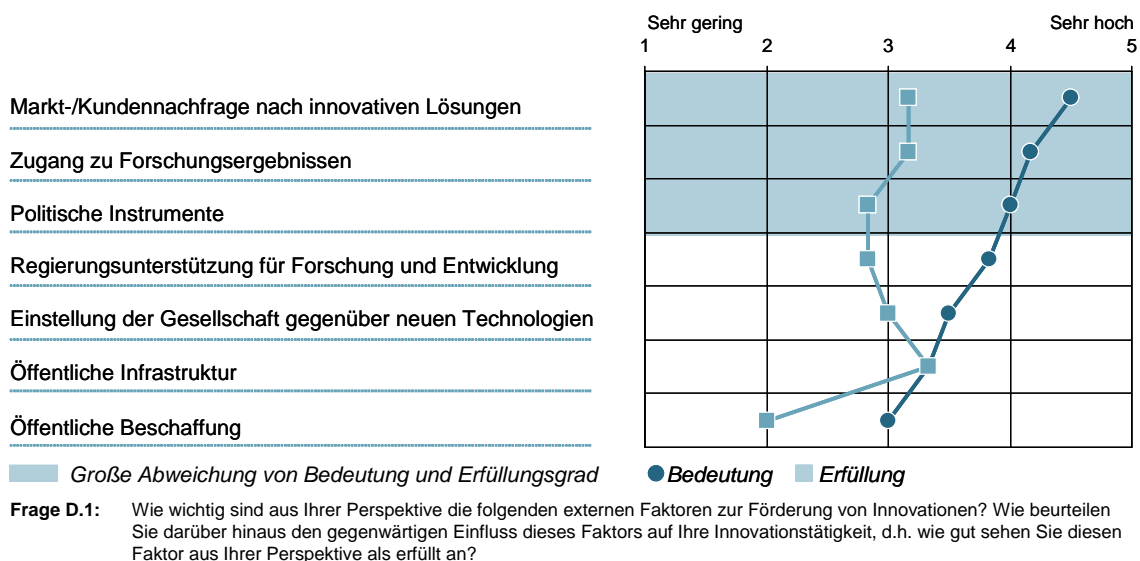 Sehr gering Sehr hoch
1 2 3 4 5
Markt-/Kundennachfrage nach innovativen Lösungen
Zugang zu Forschungsergebnissen
Politische Instrumente
Regierungsunterstützung für Forschung und Entwicklung
Einstellung der Gesellschaft gegenüber neuen Technologien
Öffentliche Infrastruktur
Öffentliche Beschaffung
Große Abweichung von Bedeutung und Erfüllungsgrad Bedeutung Erfüllung
Frage D.1: Wie wichtig sind aus Ihrer Perspektive die folgenden externen Faktoren zur Förderung von Innovationen? Wie beurteilen
Sie darüber hinaus den gegenwärtigen Einfluss dieses Faktors auf Ihre Innovationstätigkeit, d.h. wie gut sehen Sie diesen
Faktor aus Ihrer Perspektive als erfüllt an?